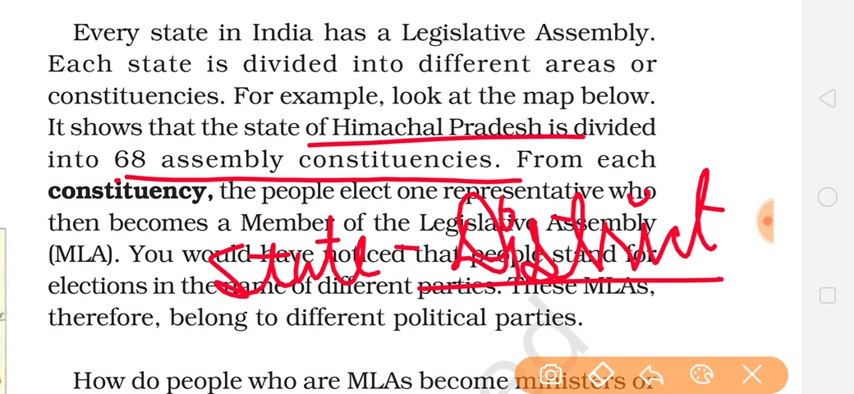 Every state in India has a Legislative Assembly.
Each state is divided into different areas or
constituencies. For example, look at the map below.
It shows that the state of Himachal Pradesh is divided
into 68 assembly constituencies. From each
constituency, the people elect one representative who
then becomes a Member of the Legislative Assembly
(MLA). You would have noticed that people stand for
State - District
elections in the name of different parties. These MLAs,
therefore, belong to different political parties.
How do people who are MLAs become ministers or